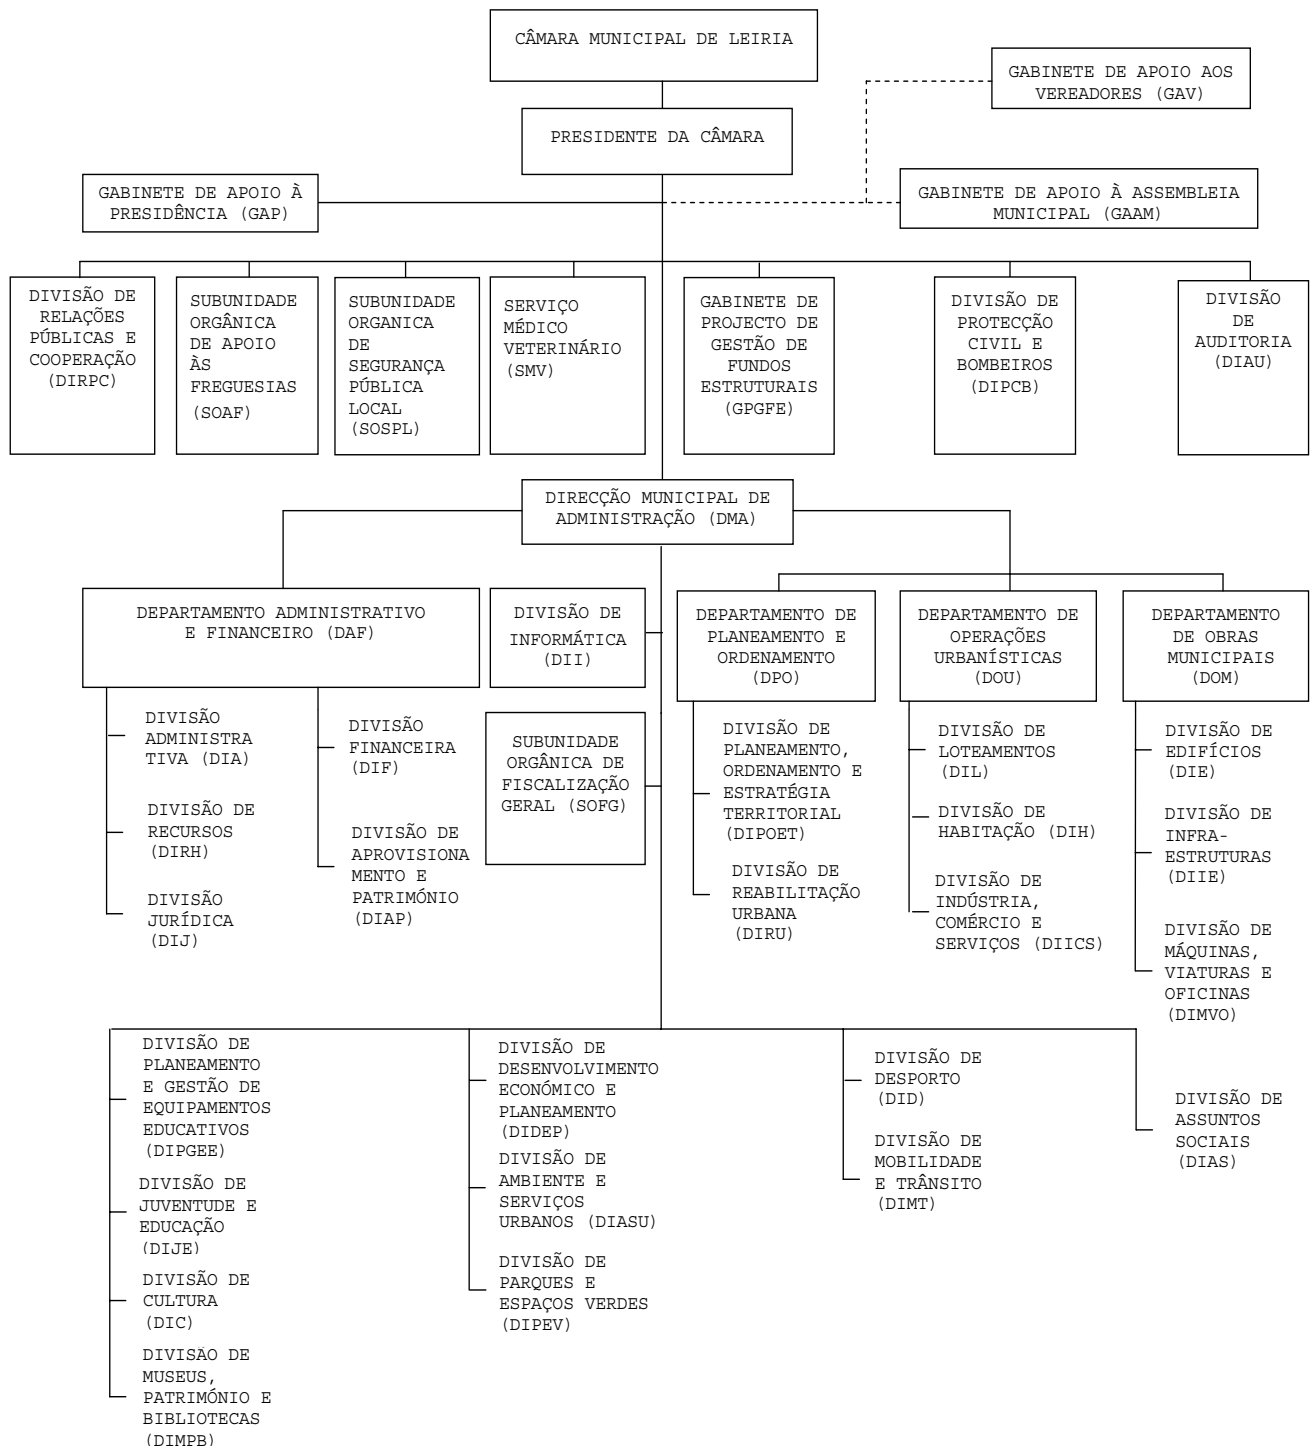 CÂMARA MUNICIPAL DE LEIRIA
GABINETE DE APOIO AOS
VEREADORES (GAV)
PRESIDENTE DA CÂMARA
GABINETE DE APOIO À
PRESIDÊNCIA (GAP)
GABINETE DE APOIO À ASSEMBLEIA
MUNICIPAL (GAAM)
DIVISÃO DE
RELAÇÕES
PÚBLICAS E
COOPERAÇÃO
(DIRPC)
SUBUNIDADE
ORGÂNICA
DE APOIO
ÀS
FREGUESIAS
(SOAF)
SUBUNIDADE
ORGANICA
DE
SEGURANÇA
PÚBLICA
LOCAL
(SOSPL)
SERVIÇO
MÉDICO
VETERINÁRIO
(SMV)
GABINETE DE
PROJECTO DE
GESTÃO DE
FUNDOS
ESTRUTURAIS
(GPGFE)
DIVISÃO DE
PROTECÇÃO
CIVIL E
BOMBEIROS
(DIPCB)
DIVISÃO
DE
AUDITORIA
(DIAU)
DIRECÇÃO MUNICIPAL DE
ADMINISTRAÇÃO (DMA)
DEPARTAMENTO ADMINISTRATIVO
E FINANCEIRO (DAF)
DIVISÃO DE
INFORMÁTICA
(DII)
DEPARTAMENTO DE
PLANEAMENTO E
ORDENAMENTO
(DPO)
DEPARTAMENTO DE
OPERAÇÕES
URBANÍSTICAS
(DOU)
DEPARTAMENTO
DE OBRAS
MUNICIPAIS
(DOM)
DIVISÃO
ADMINISTRA
TIVA (DIA)
DIVISÃO DE
RECURSOS
(DIRH)
DIVISÃO
JURÍDICA
(DIJ)
DIVISÃO
FINANCEIRA
(DIF)
DIVISÃO DE
APROVISIONA
MENTO E
PATRIMÓNIO
(DIAP)
SUBUNIDADE
ORGÂNICA DE
FISCALIZAÇÃO
GERAL (SOFG)
DIVISÃO DE
PLANEAMENTO,
ORDENAMENTO E
ESTRATÉGIA
TERRITORIAL
(DIPOET)
DIVISÃO DE
REABILITAÇÃO
URBANA
(DIRU)
DIVISÃO DE
LOTEAMENTOS
(DIL)
DIVISÃO DE
HABITAÇÃO (DIH)
DIVISÃO DE
INDÚSTRIA,
COMÉRCIO E
SERVIÇOS (DIICS)
DIVISÃO DE
EDIFÍCIOS
(DIE)
DIVISÃO DE
INFRA-
ESTRUTURAS
(DIIE)
DIVISÃO DE
MÁQUINAS,
VIATURAS E
OFICINAS
(DIMVO)
DIVISÃO DE
PLANEAMENTO
E GESTÃO DE
EQUIPAMENTOS
EDUCATIVOS
(DIPGEE)
DIVISÃO DE
JUVENTUDE E
EDUCAÇÃO
(DIJE)
DIVISÃO DE
CULTURA
(DIC)
DIVISÃO DE
MUSEUS,
PATRIMÓNIO E
BIBLIOTECAS
(DIMPB)
DIVISÃO DE
DESENVOLVIMENTO
ECONÓMICO E
PLANEAMENTO
(DIDEP)
DIVISÃO DE
AMBIENTE E
SERVIÇOS
URBANOS (DIASU)
DIVISÃO DE
PARQUES E
ESPAÇOS VERDES
(DIPEV)
DIVISÃO DE
DESPORTO
(DID)
DIVISÃO DE
MOBILIDADE
E TRÂNSITO
(DIMT)
DIVISÃO DE
ASSUNTOS
SOCIAIS
(DIAS)